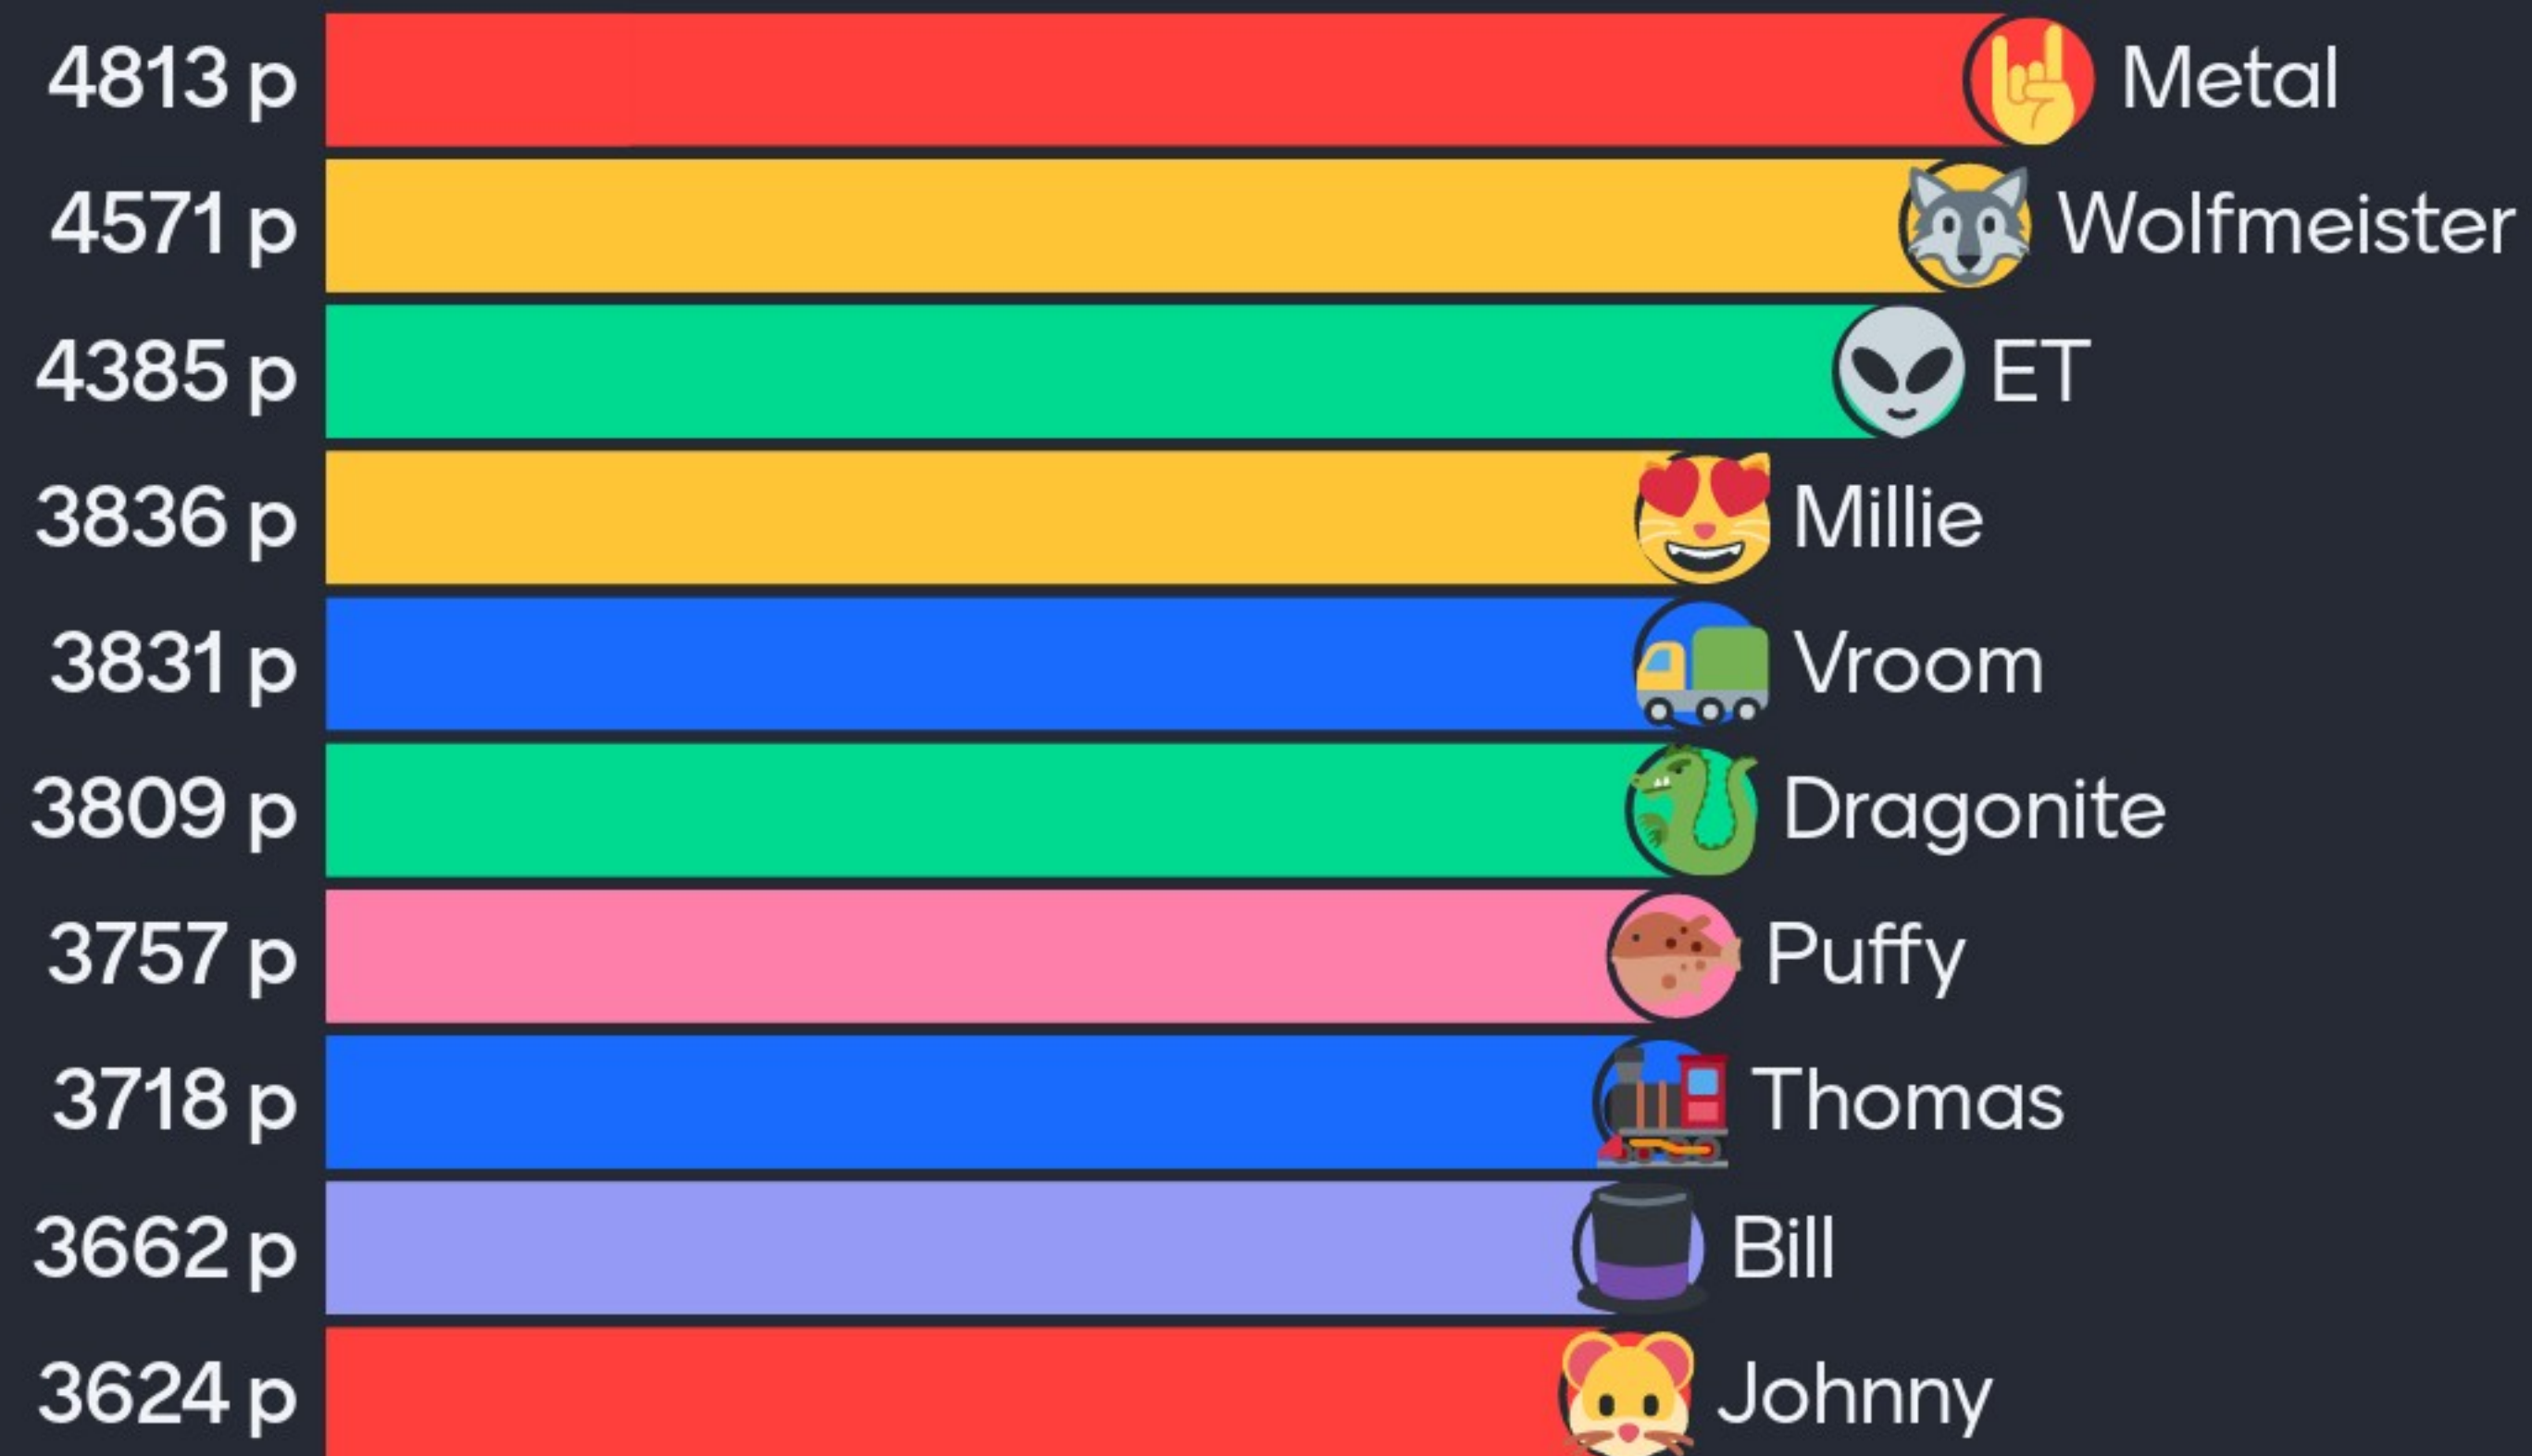 4813 p Metal
4571 p Wolfmeister
4385 p ET
3836 p Millie
3831 p Vroom
3809 p Dragonite
3757 p Puffy
3718 p Thomas
3662 p Bill
3624 p Johnny